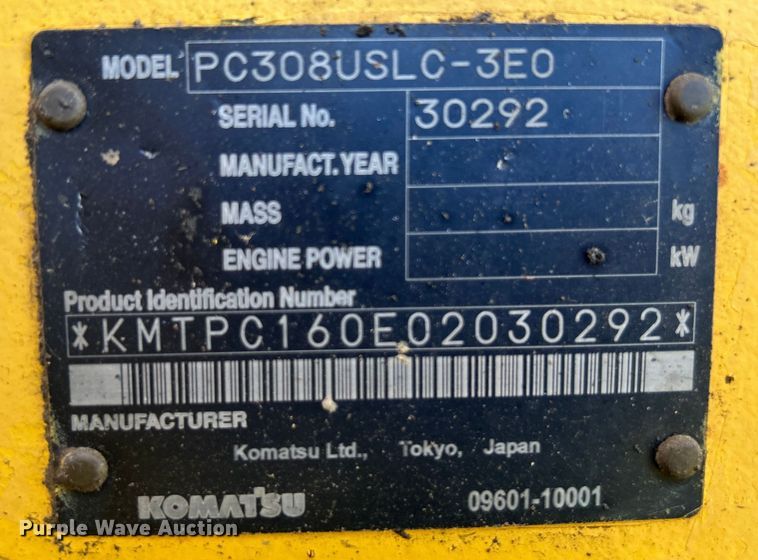 MODEL PC308USLC-3E0
SERIAL No. 30292
MANUFACT.YEAR
MASS kg
ENGINE POWER kW
Product Identification Number
*KMTPC160E02030292*
MANUFACTURER
Komatsu Ltd., Tokyo, Japan
KOMATSU 09601-10001
Purple Wave Auction